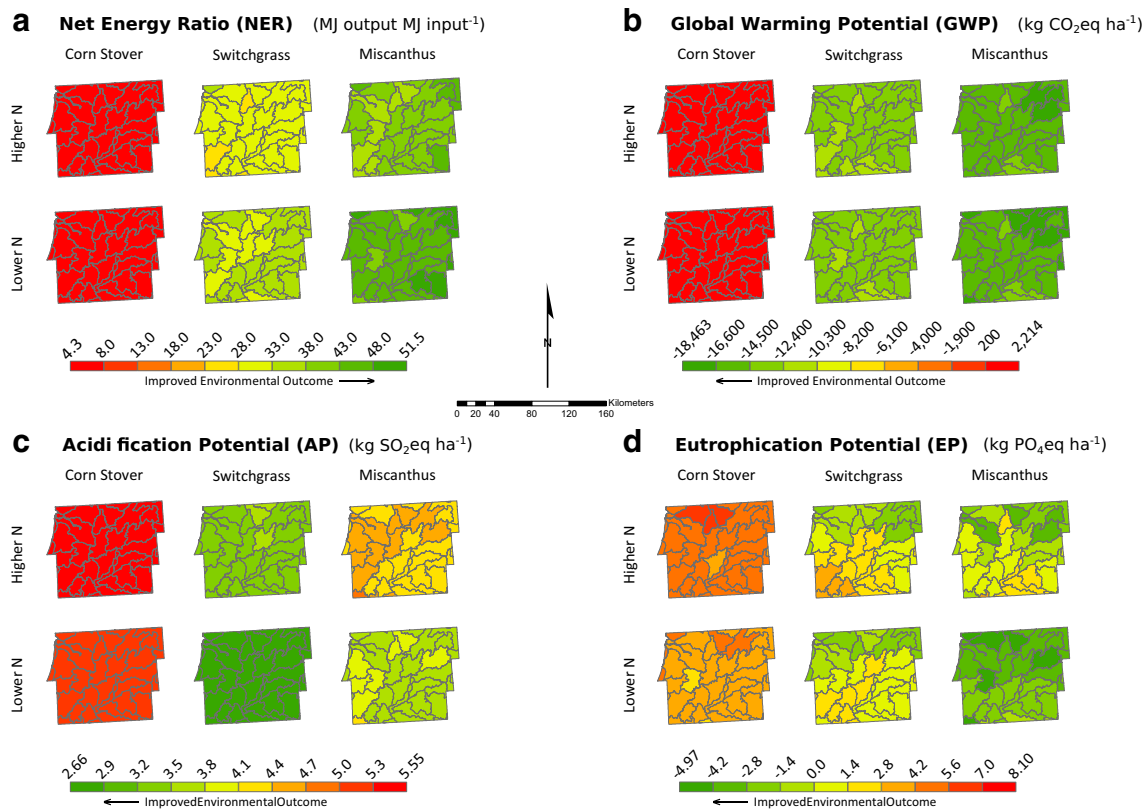 a Net Energy Ratio (NER) (MJ output MJ input⁻¹)
Corn Stover Switchgrass Miscanthus
Higher N
Lower N
4.3 8.0 13.0 18.0 23.0 28.0 33.0 38.0 43.0 48.0 51.5
Improved Environmental Outcome
b Global Warming Potential (GWP) (kg CO₂eq ha⁻¹)
Corn Stover Switchgrass Miscanthus
Higher N
Lower N
-18,463 -16,600 -14,500 -12,400 -10,300 -8,200 -6,100 -4,000 -1,900 200 2,214
Improved Environmental Outcome
N
Kilometers
0 10 20 40 80 120 160
c Acidi fication Potential (AP) (kg SO₂eq ha⁻¹)
Corn Stover Switchgrass Miscanthus
Higher N
Lower N
2.66 2.9 3.2 3.5 3.8 4.1 4.4 4.7 5.0 5.3 5.55
ImprovedEnvironmentalOutcome
d Eutrophication Potential (EP) (kg PO₄eq ha⁻¹)
Corn Stover Switchgrass Miscanthus
Higher N
Lower N
-4.97 -4.2 -2.8 -1.4 0.0 1.4 2.8 4.2 5.6 7.0 8.10
ImprovedEnvironmentalOutcome